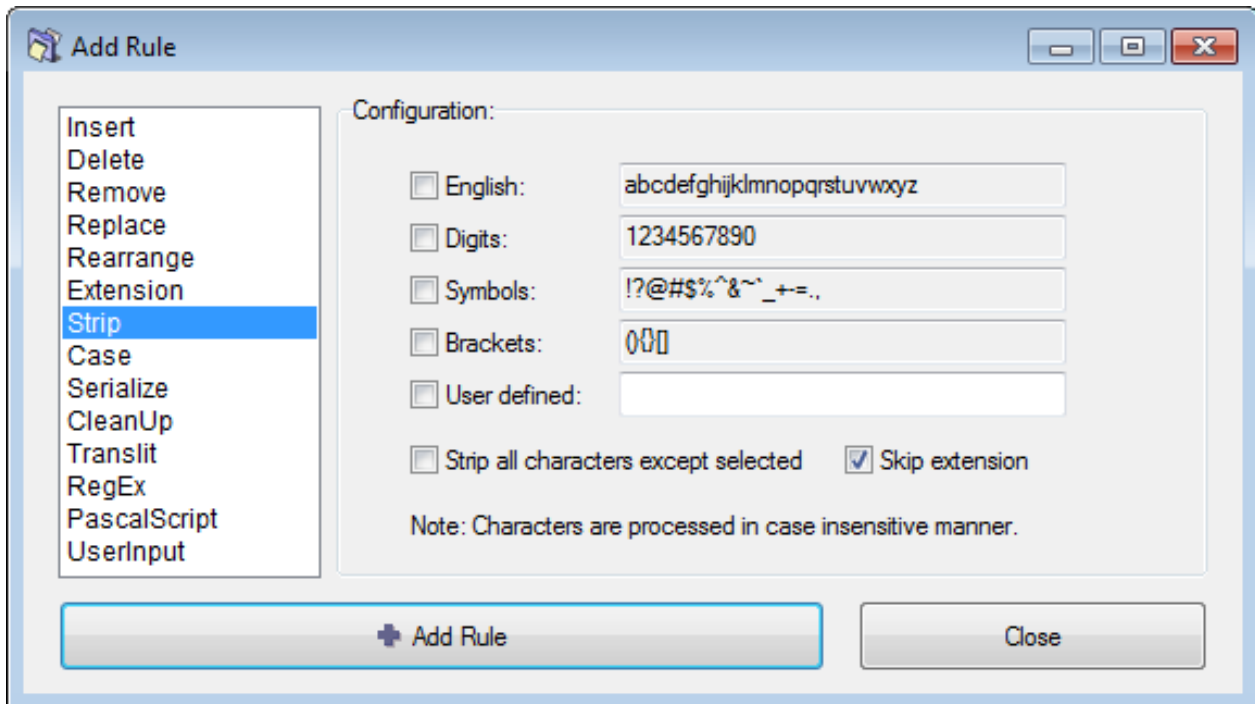 Add Rule
Insert
Delete
Remove
Replace
Rearrange
Extension
Strip
Case
Serialize
CleanUp
Translit
RegEx
PascalScript
UserInput
Configuration:
English: abcdefghijklmnopqrstuvwxyz
Digits: 1234567890
Symbols: !?@#$%^&~`_+-=.,
Brackets: (){}[]
User defined:
Strip all characters except selected Skip extension
Note: Characters are processed in case insensitive manner.
Add Rule Close